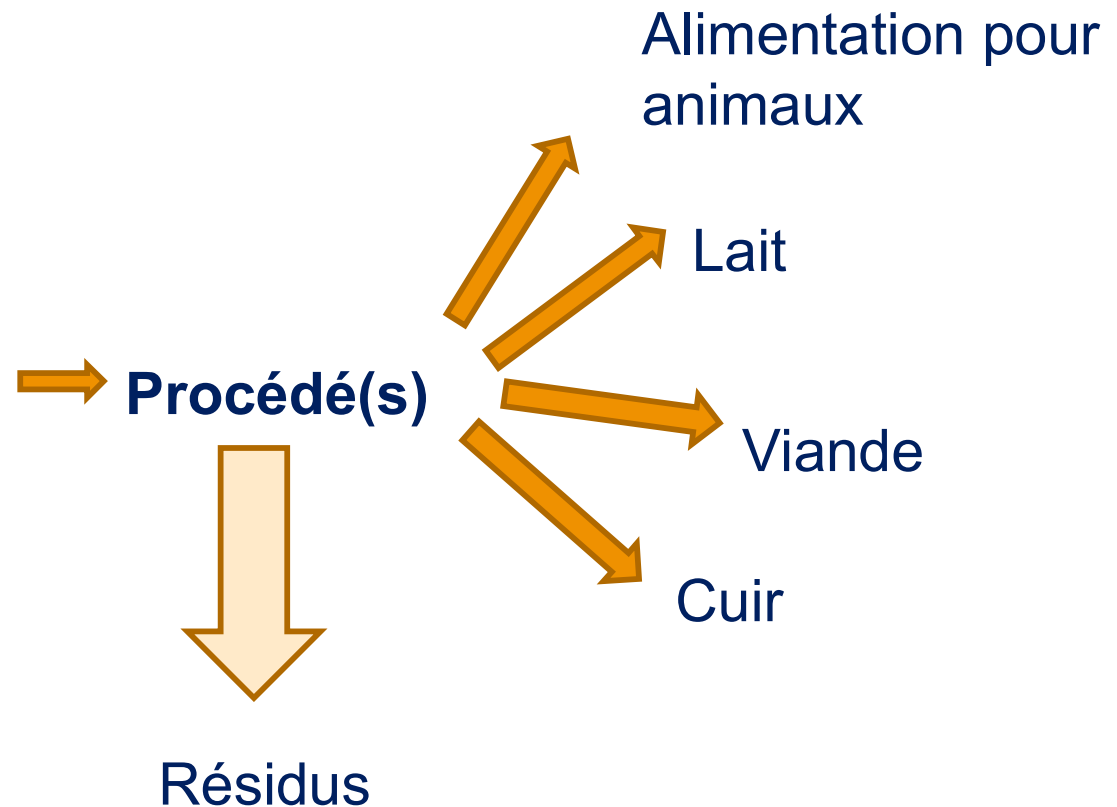 Alimentation pour
animaux
Lait
Procédé(s)
Viande
Cuir
Résidus